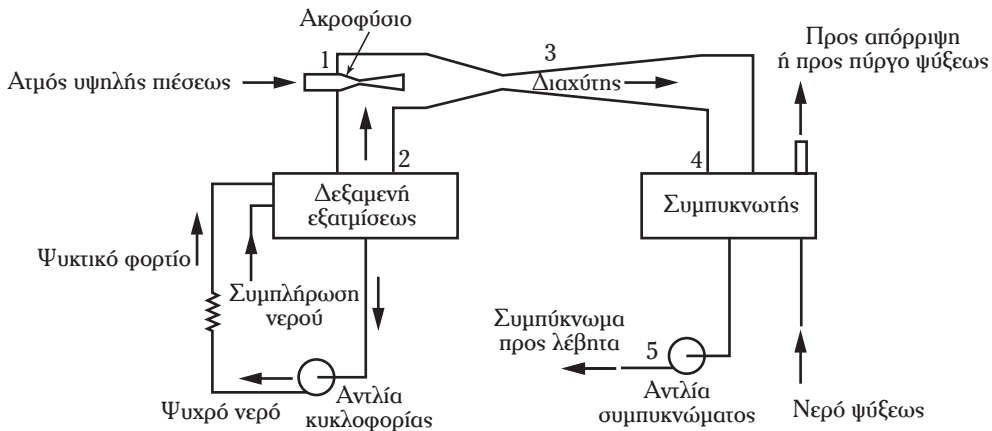 Ακροφύσιο
1
3
Προς απόρριψη
ή προς πύργο ψύξεως
Ατμός υψηλής πιέσεως
Διαχύτης
2
4
Δεξαμενή
εξατμίσεως
Συμπυκνωτής
Ψυκτικό φορτίο
Συμπλήρωση
νερού
Συμπύκνωμα
προς λέβητα
5
Ψυχρό νερό
Αντλία
κυκλοφορίας
Αντλία
συμπυκνώματος
Νερό ψύξεως